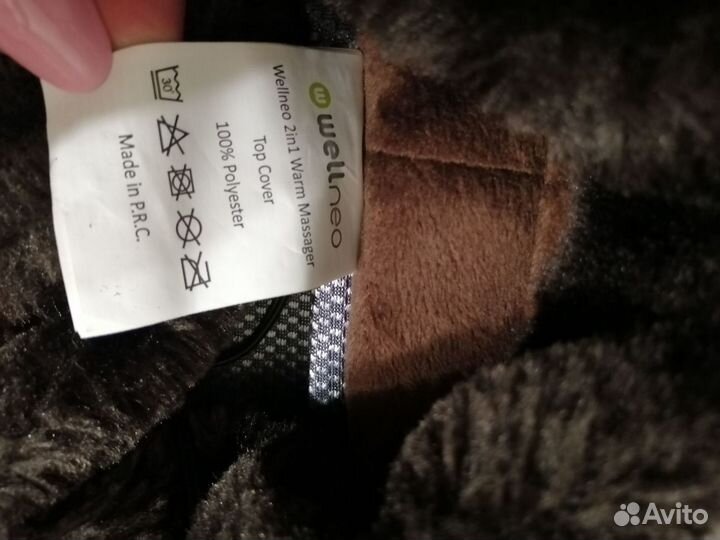 wellneo
Wellneo 2in1 Warm Massager
Top Cover
100% Polyester
30°
Made in P.R.C.
Avito